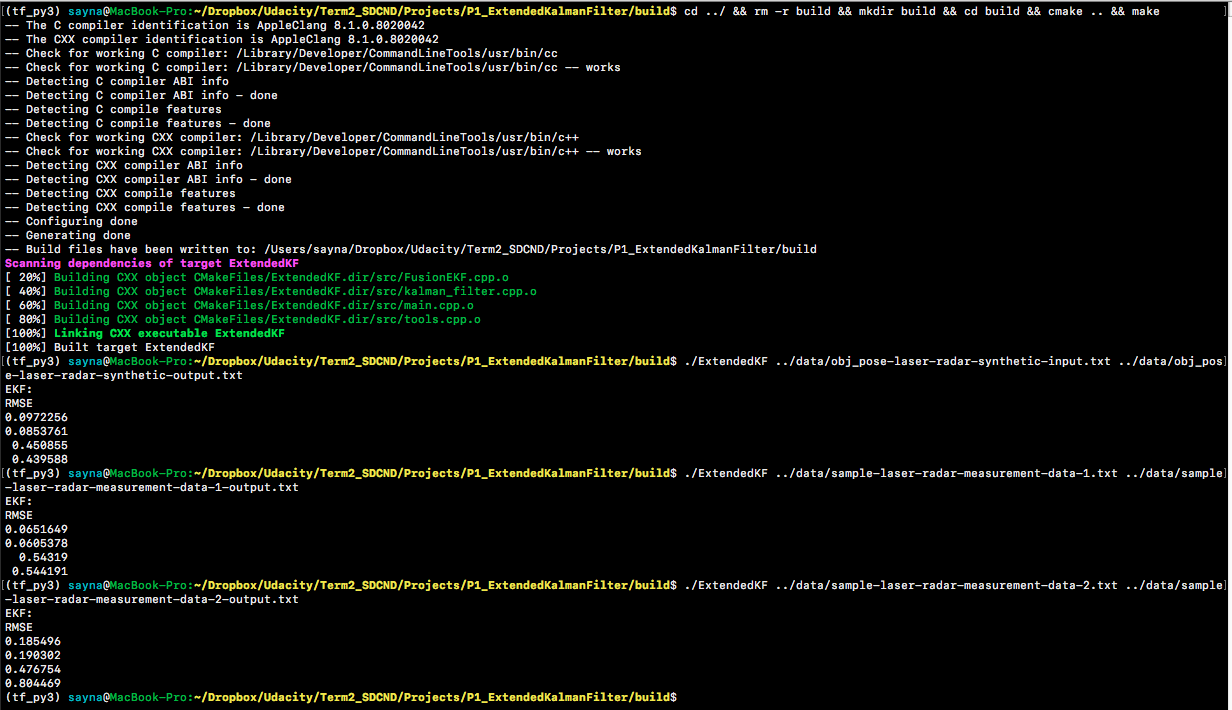 [(tf_py3) sayna@MacBook-Pro:~/Dropbox/Udacity/Term2_SDCND/Projects/P1_ExtendedKalmanFilter/build$ cd ../ && rm -r build && mkdir build && cd build && cmake .. && make ]
-- The C compiler identification is AppleClang 8.1.0.8020042
-- The CXX compiler identification is AppleClang 8.1.0.8020042
-- Check for working C compiler: /Library/Developer/CommandLineTools/usr/bin/cc
-- Check for working C compiler: /Library/Developer/CommandLineTools/usr/bin/cc -- works
-- Detecting C compiler ABI info
-- Detecting C compiler ABI info - done
-- Detecting C compile features
-- Detecting C compile features - done
-- Check for working CXX compiler: /Library/Developer/CommandLineTools/usr/bin/c++
-- Check for working CXX compiler: /Library/Developer/CommandLineTools/usr/bin/c++ -- works
-- Detecting CXX compiler ABI info
-- Detecting CXX compiler ABI info - done
-- Detecting CXX compile features
-- Detecting CXX compile features - done
-- Configuring done
-- Generating done
-- Build files have been written to: /Users/sayna/Dropbox/Udacity/Term2_SDCND/Projects/P1_ExtendedKalmanFilter/build
Scanning dependencies of target ExtendedKF
[ 20%] Building CXX object CMakeFiles/ExtendedKF.dir/src/FusionEKF.cpp.o
[ 40%] Building CXX object CMakeFiles/ExtendedKF.dir/src/kalman_filter.cpp.o
[ 60%] Building CXX object CMakeFiles/ExtendedKF.dir/src/main.cpp.o
[ 80%] Building CXX object CMakeFiles/ExtendedKF.dir/src/tools.cpp.o
[100%] Linking CXX executable ExtendedKF
[100%] Built target ExtendedKF
[(tf_py3) sayna@MacBook-Pro:~/Dropbox/Udacity/Term2_SDCND/Projects/P1_ExtendedKalmanFilter/build$ ./ExtendedKF ../data/obj_pose-laser-radar-synthetic-input.txt ../data/obj_pos]
e-laser-radar-synthetic-output.txt
EKF:
RMSE
0.0972256
0.0853761
 0.450855
 0.439588
[(tf_py3) sayna@MacBook-Pro:~/Dropbox/Udacity/Term2_SDCND/Projects/P1_ExtendedKalmanFilter/build$ ./ExtendedKF ../data/sample-laser-radar-measurement-data-1.txt ../data/sample]
-laser-radar-measurement-data-1-output.txt
EKF:
RMSE
0.0651649
0.0605378
  0.54319
 0.544191
[(tf_py3) sayna@MacBook-Pro:~/Dropbox/Udacity/Term2_SDCND/Projects/P1_ExtendedKalmanFilter/build$ ./ExtendedKF ../data/sample-laser-radar-measurement-data-2.txt ../data/sample]
-laser-radar-measurement-data-2-output.txt
EKF:
RMSE
0.185496
0.190302
0.476754
0.804469
(tf_py3) sayna@MacBook-Pro:~/Dropbox/Udacity/Term2_SDCND/Projects/P1_ExtendedKalmanFilter/build$